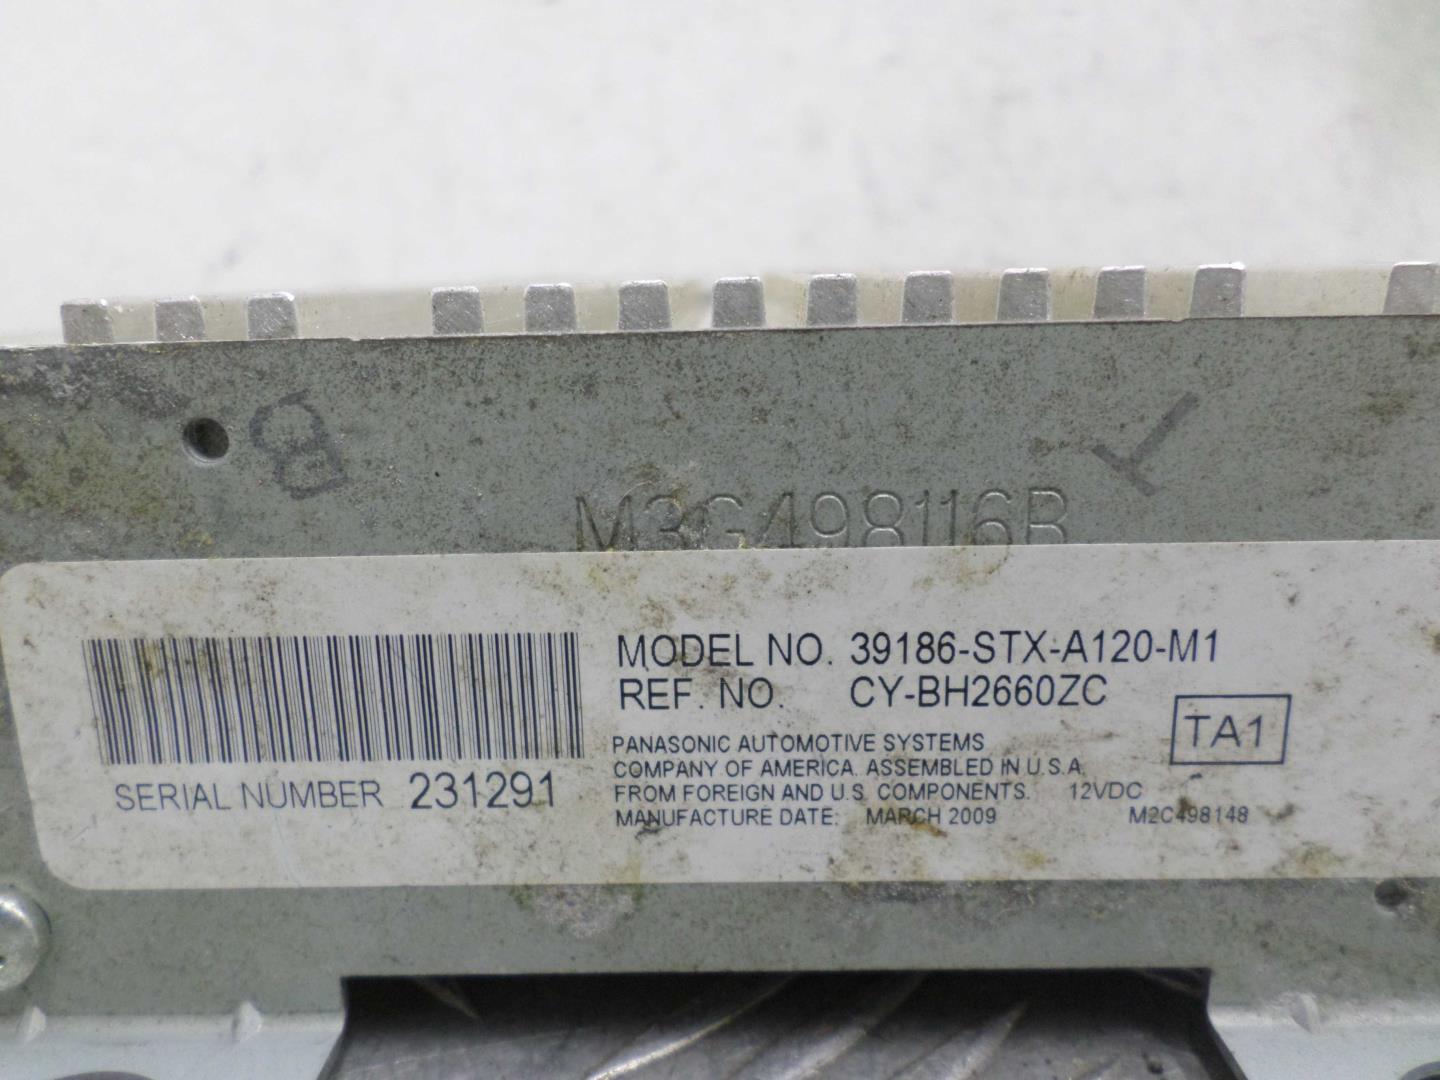 B
T
M3G498116B
MODEL NO. 39186-STX-A120-M1
REF. NO. CY-BH2660ZC
TA1
PANASONIC AUTOMOTIVE SYSTEMS
COMPANY OF AMERICA. ASSEMBLED IN U.S.A.
FROM FOREIGN AND U.S. COMPONENTS. 12VDC
MANUFACTURE DATE: MARCH 2009 M2C498148
SERIAL NUMBER 231291